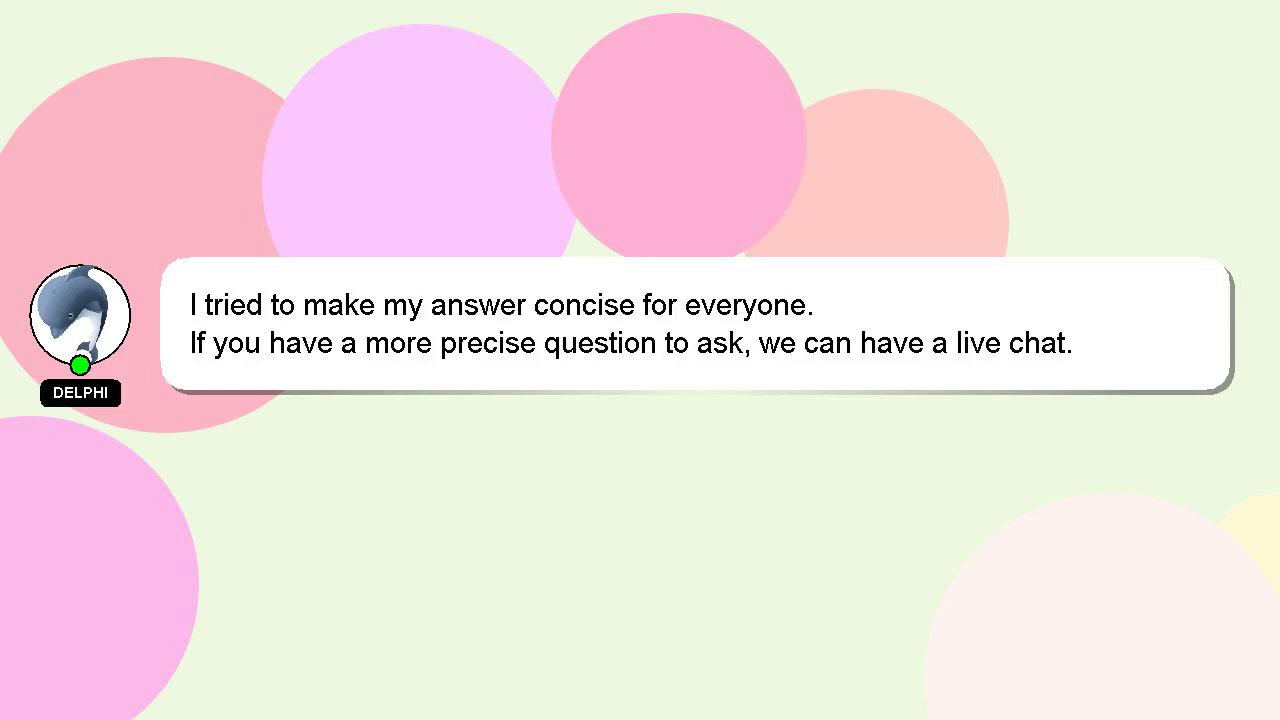 I tried to make my answer concise for everyone.
If you have a more precise question to ask, we can have a live chat.
DELPHI